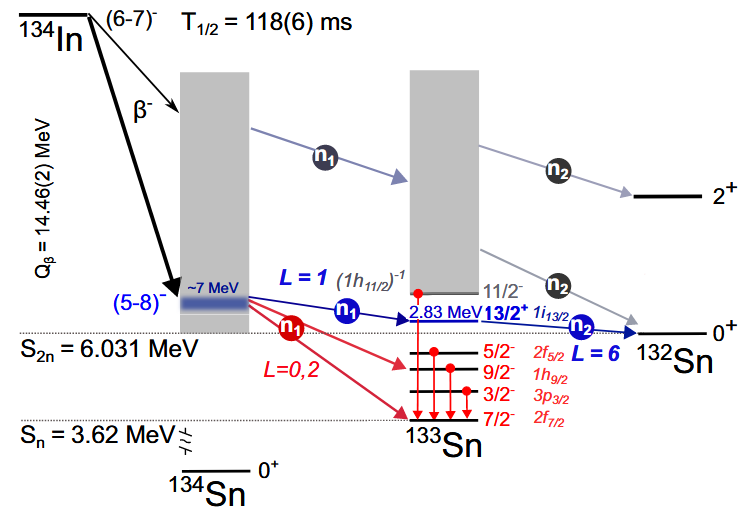 ¹³⁴In
(6-7)⁻
T₁/₂ = 118(6) ms
β⁻
Qᵦ = 14.46(2) MeV
n₁
n₂
2⁺
n₂
(5-8)⁻
~7 MeV
L = 1
(1h₁₁/₂)⁻¹
11/2⁻
n₁
2.83 MeV
13/2⁺
1i₁₃/₂
n₂
0⁺
n₁
L = 6
¹³²Sn
S₂ₙ = 6.031 MeV
L=0,2
5/2⁻
2f₅/₂
9/2⁻
1h₉/₂
3/2⁻
3p₃/₂
7/2⁻
2f₇/₂
Sₙ = 3.62 MeV
¹³³Sn
0⁺
¹³⁴Sn